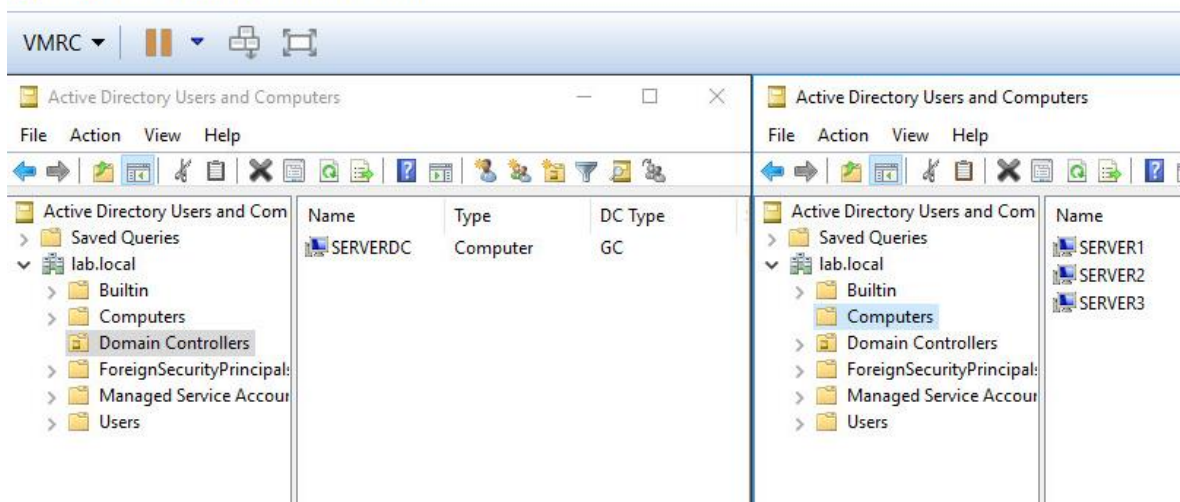 VMRC
Active Directory Users and Computers
File Action View Help
Active Directory Users and Com
Saved Queries
lab.local
Builtin
Computers
Domain Controllers
ForeignSecurityPrincipal
Managed Service Accour
Users
Name Type DC Type
SERVERDC Computer GC
Active Directory Users and Computers
File Action View Help
Active Directory Users and Com
Saved Queries
lab.local
Builtin
Computers
Domain Controllers
ForeignSecurityPrincipal
Managed Service Accour
Users
Name
SERVER1
SERVER2
SERVER3